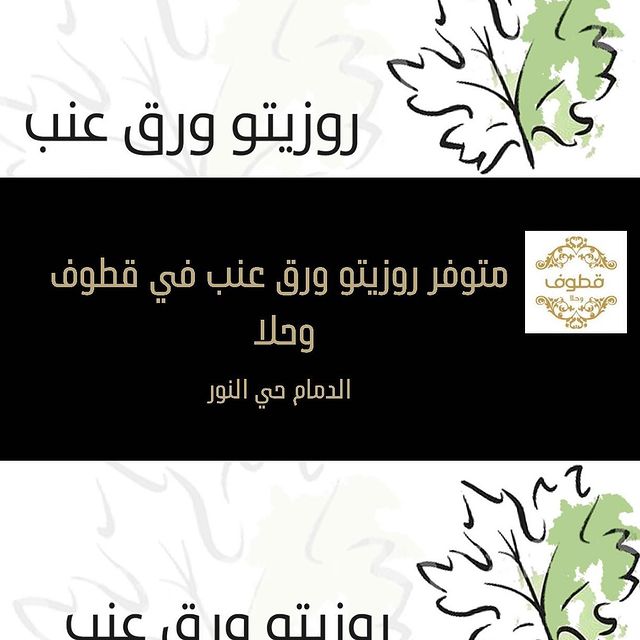 روزيتو ورق عنب
متوفر روزيتو ورق عنب في قطوف
وحلا
الدمام حي النور
قطوف
وحلا
روزيتو ورق عنب